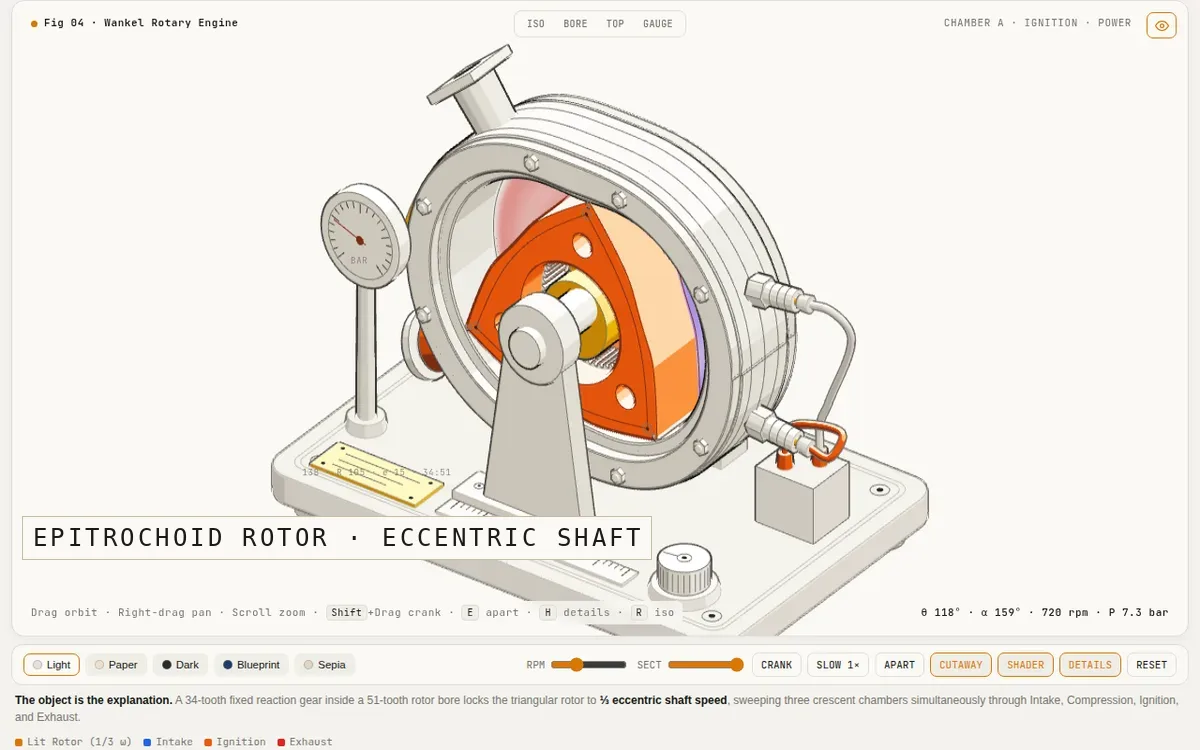 Fig 04 · Wankel Rotary Engine
ISO BORE TOP GAUGE
CHAMBER A · IGNITION · POWER
BAR
R 105 · e 15 · 34:51
EPITROCHOID ROTOR · ECCENTRIC SHAFT
Drag orbit · Right-drag pan · Scroll zoom · Shift+Drag crank · E apart · H details · R iso
θ 118° · α 159° · 720 rpm · P 7.3 bar
Light Paper Dark Blueprint Sepia
RPM SECT CRANK SLOW 1× APART CUTAWAY SHADER DETAILS RESET
The object is the explanation. A 34-tooth fixed reaction gear inside a 51-tooth rotor bore locks the triangular rotor to ⅓ eccentric shaft speed, sweeping three crescent chambers simultaneously through Intake, Compression, Ignition,
and Exhaust.
Lit Rotor (1/3 ω) Intake Ignition Exhaust